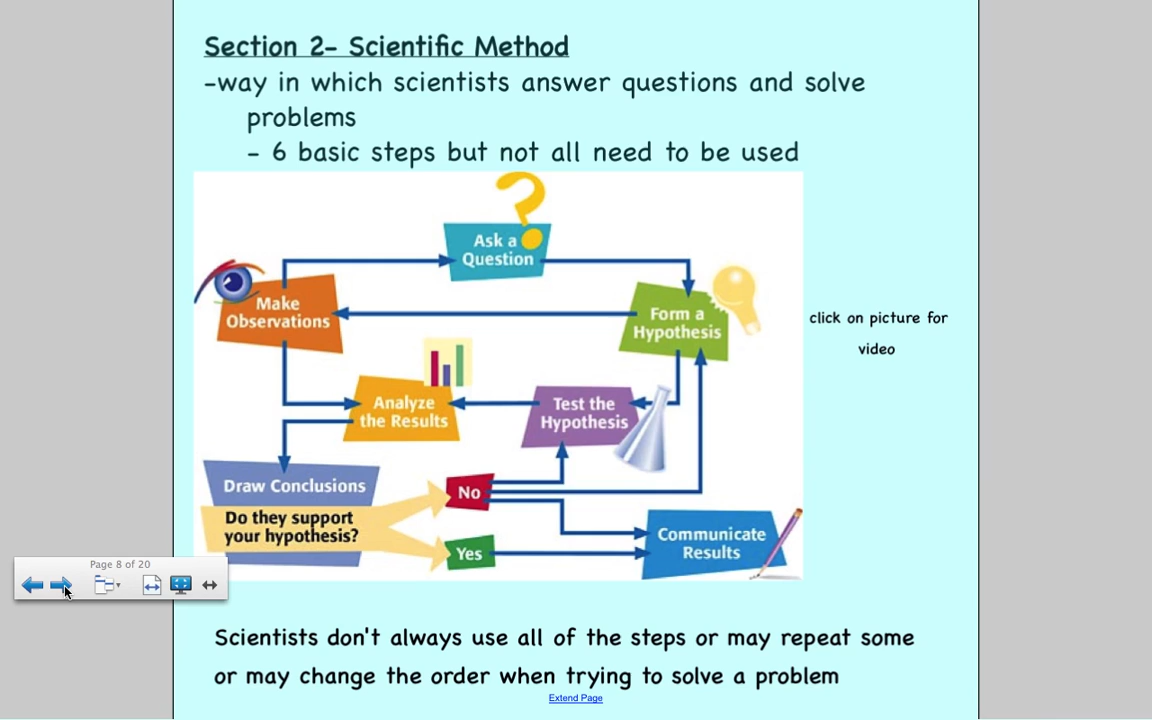 Section 2- Scientific Method
-way in which scientists answer questions and solve
problems
- 6 basic steps but not all need to be used
Ask a
Question
Make
Observations
Form a
Hypothesis
click on picture for
video
Analyze
the Results
Test the
Hypothesis
Draw Conclusions
Do they support
your hypothesis?
No
Yes
Communicate
Results
Page 8 of 20
Scientists don't always use all of the steps or may repeat some
or may change the order when trying to solve a problem
Extend Page